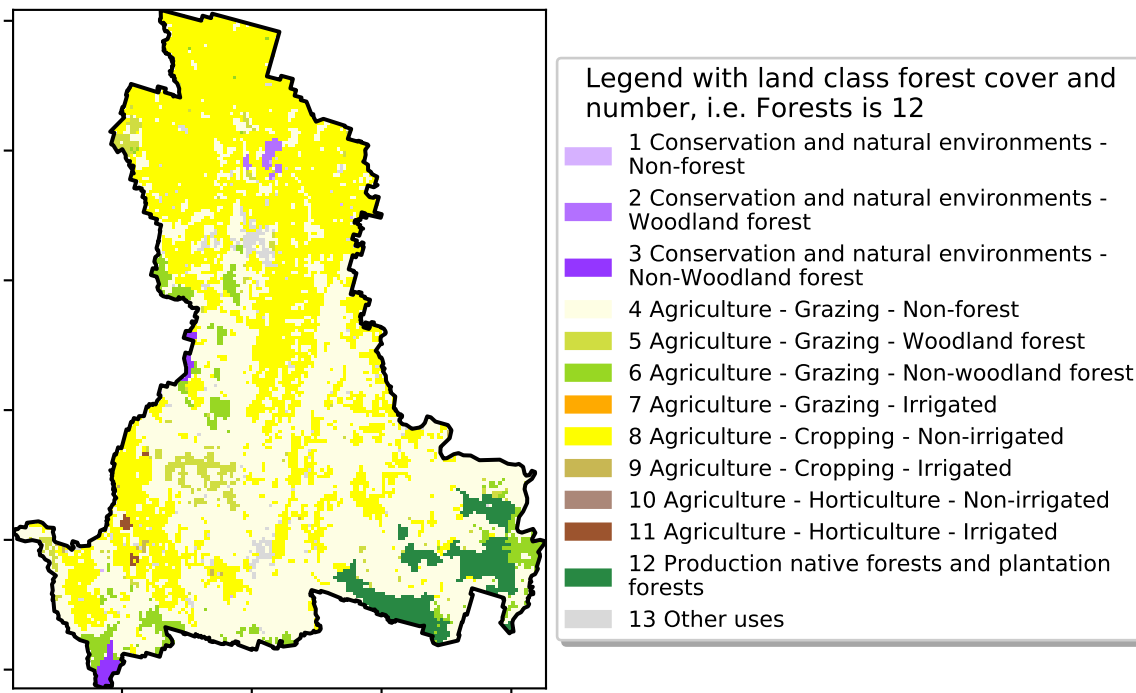 Legend with land class forest cover and
number, i.e. Forests is 12
1 Conservation and natural environments -
Non-forest
2 Conservation and natural environments -
Woodland forest
3 Conservation and natural environments -
Non-Woodland forest
4 Agriculture - Grazing - Non-forest
5 Agriculture - Grazing - Woodland forest
6 Agriculture - Grazing - Non-woodland forest
7 Agriculture - Grazing - Irrigated
8 Agriculture - Cropping - Non-irrigated
9 Agriculture - Cropping - Irrigated
10 Agriculture - Horticulture - Non-irrigated
11 Agriculture - Horticulture - Irrigated
12 Production native forests and plantation
forests
13 Other uses